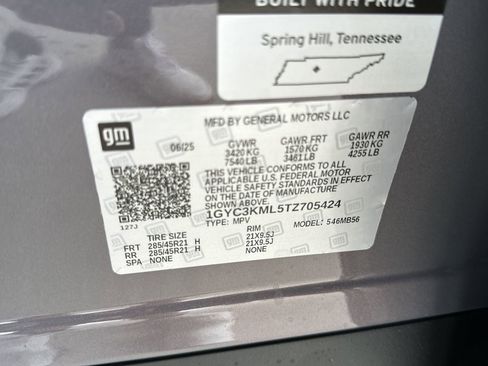 BUILT WITH PRIDE
Spring Hill, Tennessee
gm
MFD BY GENERAL MOTORS LLC
06/25
GVWR GAWR FRT GAWR RR
3420 KG 1570 KG 1930 KG
7540 LB 3461 LB 4255 LB
THIS VEHICLE CONFORMS TO ALL
APPLICABLE U.S. FEDERAL MOTOR
VEHICLE SAFETY STANDARDS IN
EFFECT ON THE DATE OF MANUFACTURE
SHOWN ABOVE.
1GYC3KML5TZ705424
127J
TYPE: MPV MODEL: 546MB56
TIRE SIZE RIM
FRT 285/45R21 H 21X9.5J
RR 285/45R21 H 21X9.5J
SPA NONE NONE